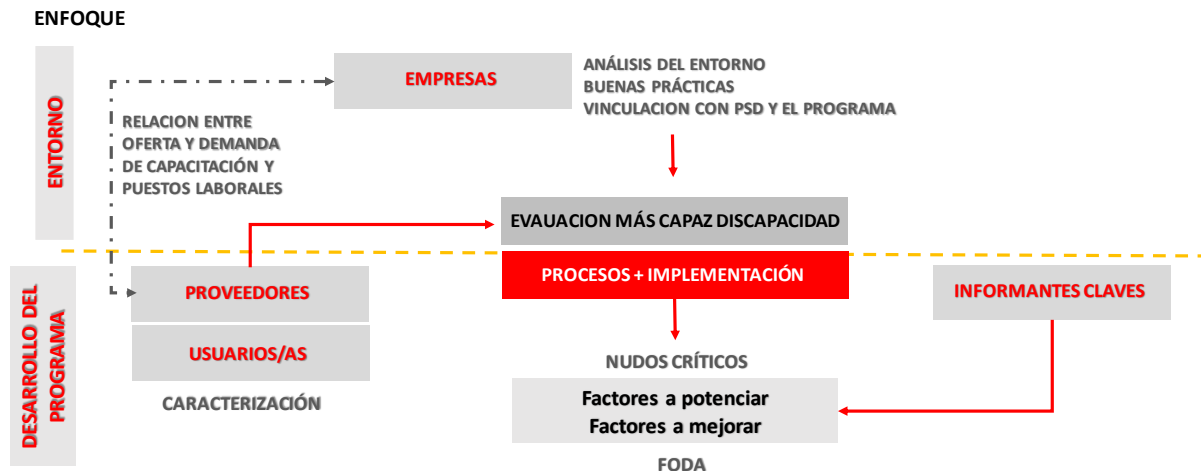 ENFOQUE
ENTORNO
EMPRESAS
ANÁLISIS DEL ENTORNO
BUENAS PRÁCTICAS
VINCULACION CON PSD Y EL PROGRAMA
RELACION ENTRE
OFERTA Y DEMANDA
DE CAPACITACIÓN Y
PUESTOS LABORALES
EVAUACION MÁS CAPAZ DISCAPACIDAD
PROCESOS + IMPLEMENTACIÓN
DESARROLLO DEL
PROGRAMA
PROVEEDORES
USUARIOS/AS
CARACTERIZACIÓN
INFORMANTES CLAVES
NUDOS CRÍTICOS
Factores a potenciar
Factores a mejorar
FODA